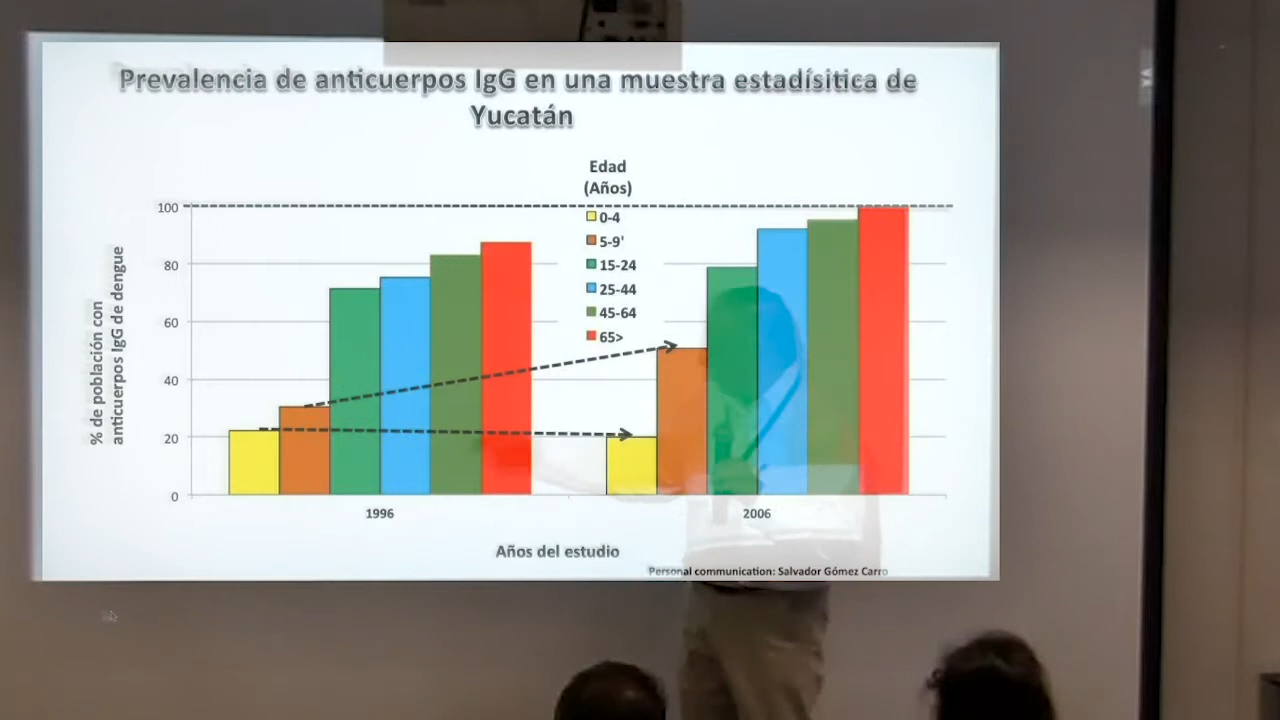 Prevalencia de anticuerpos IgG en una muestra estadísitica de
Yucatán
Edad
(Años)
0-4
5-9'
15-24
25-44
45-64
65>
100
80
60
40
20
0
% de población con
anticuerpos IgG de dengue
1996
2006
Años del estudio
Personal communication: Salvador Gómez Carro